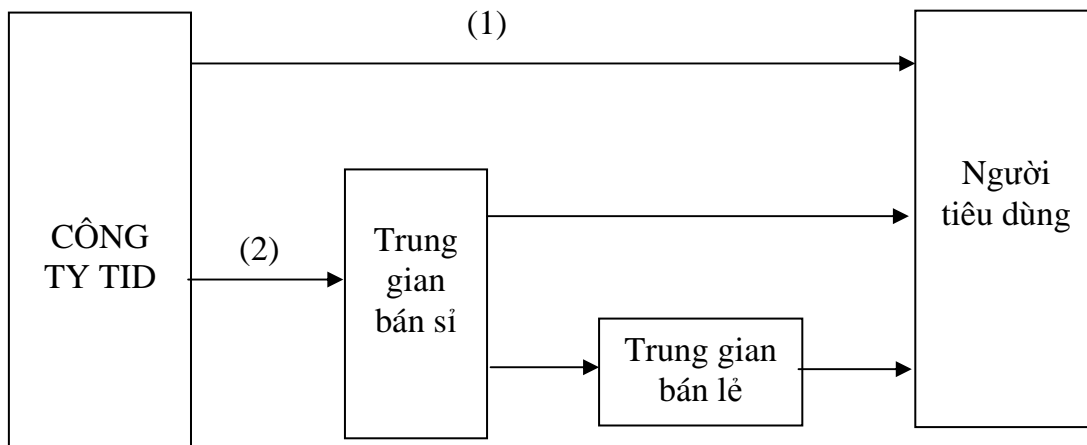 (1)
CÔNG
TY TID
(2)
Trung
gian
bán sỉ
Trung gian
bán lẻ
Người
tiêu dùng